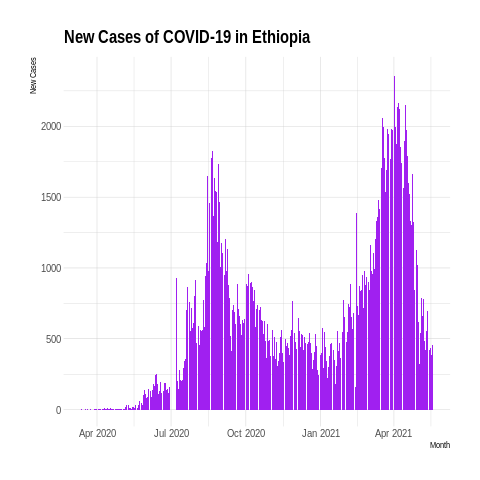 New Cases of COVID-19 in Ethiopia
New Cases
2000
1500
1000
500
0
Apr 2020 Jul 2020 Oct 2020 Jan 2021 Apr 2021
Month